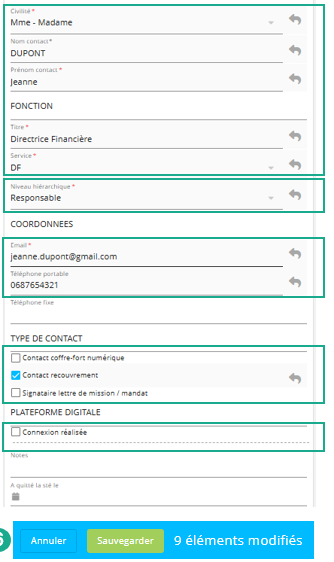 Civilité *
Mme - Madame
Nom contact *
DUPONT
Prénom contact *
Jeanne
FONCTION
Titre *
Directrice Financière
Service *
DF
Niveau hiérarchique *
Responsable
COORDONNEES
Email *
jeanne.dupont@gmail.com
Téléphone portable
0687654321
Téléphone fixe
TYPE DE CONTACT
Contact coffre-fort numérique
Contact recouvrement
Signataire lettre de mission / mandat
PLATEFORME DIGITALE
Connexion réalisée
Notes
A quitté la sté le
Annuler Sauvegarder 9 éléments modifiés